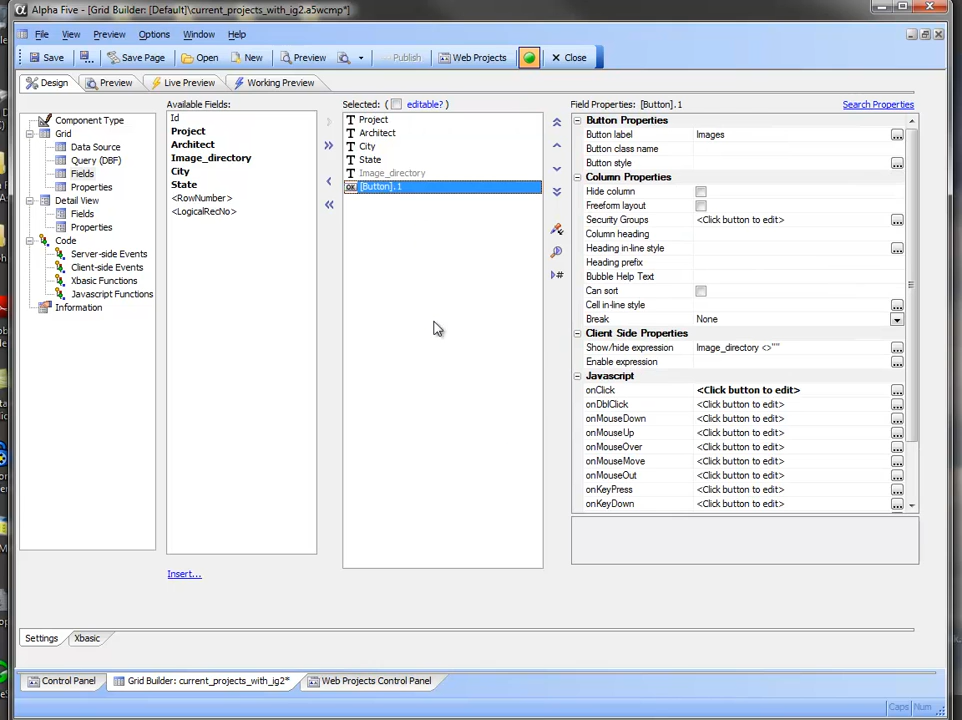 Alpha Five - [Grid Builder: [Default]\current_projects_with_ig2.a5wcmp*]
File View Preview Options Window Help
Save Save Page Open New Preview Publish Web Projects Close
Design Preview Live Preview Working Preview
Available Fields: Selected: ( editable? ) Field Properties: [Button].1 Search Properties
Component Type
Grid
Data Source
Query (DBF)
Fields
Properties
Detail View
Fields
Properties
Code
Server-side Events
Client-side Events
Xbasic Functions
Javascript Functions
Information
Id
Project
Architect
Image_directory
City
State
<RowNumber>
<LogicalRecNo>
Insert...
Project
Architect
City
State
Image_directory
[Button].1
Button Properties
Button label Images
Button class name
Button style
Column Properties
Hide column
Freeform layout
Security Groups <Click button to edit>
Column heading
Heading in-line style
Heading prefix
Bubble Help Text
Can sort
Cell in-line style
Break None
Client Side Properties
Show/hide expression Image_directory <>""
Enable expression
Javascript
onClick <Click button to edit>
onDblClick <Click button to edit>
onMouseDown <Click button to edit>
onMouseUp <Click button to edit>
onMouseOver <Click button to edit>
onMouseMove <Click button to edit>
onMouseOut <Click button to edit>
onKeyPress <Click button to edit>
onKeyDown <Click button to edit>
Settings Xbasic
Control Panel Grid Builder: current_projects_with_ig2* Web Projects Control Panel
Caps Num